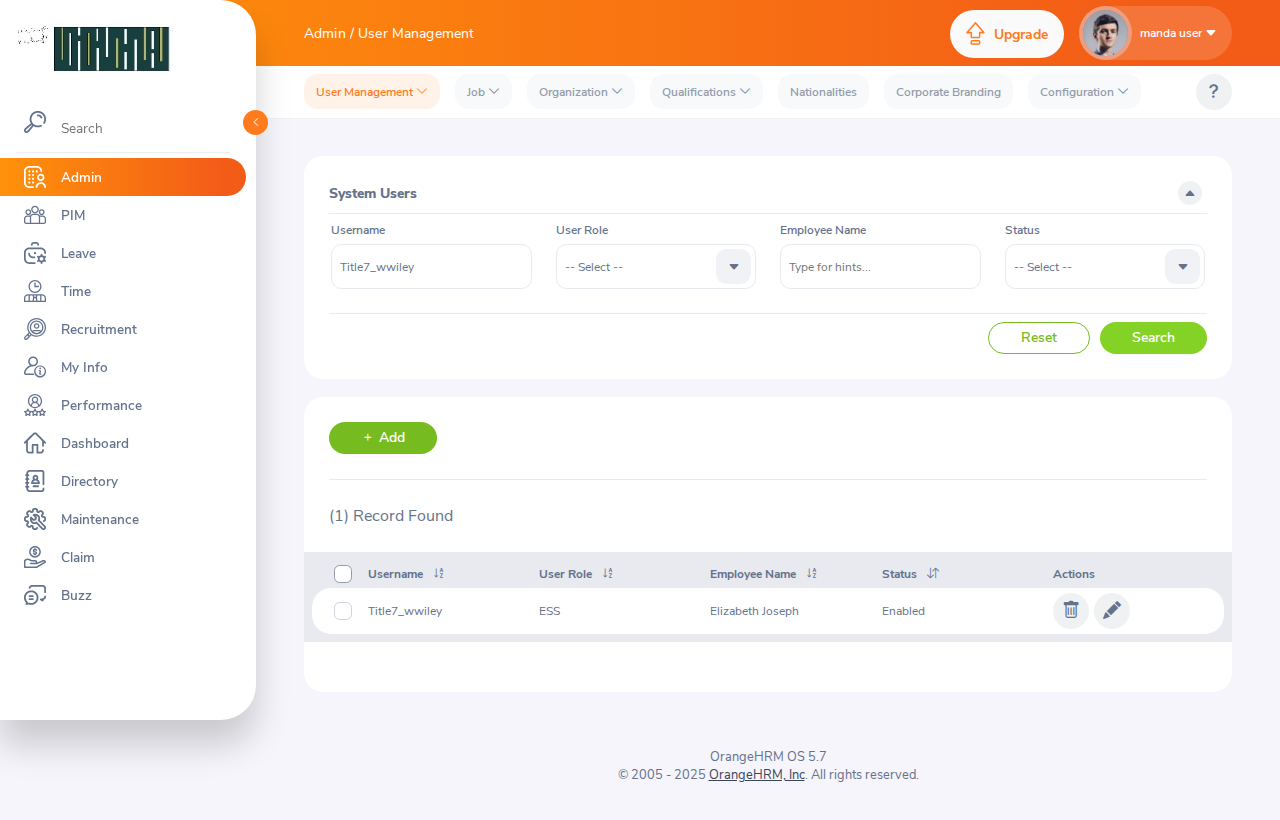 Admin / User Management
Upgrade
manda user
User Management
Job
Organization
Qualifications
Nationalities
Corporate Branding
Configuration
?
Search
Admin
PIM
Leave
Time
Recruitment
My Info
Performance
Dashboard
Directory
Maintenance
Claim
Buzz
System Users
Username
User Role
Employee Name
Status
Title7_wwiley
-- Select --
Type for hints...
-- Select --
Reset
Search
+ Add
(1) Record Found
Username
User Role
Employee Name
Status
Actions
Title7_wwiley
ESS
Elizabeth Joseph
Enabled
OrangeHRM OS 5.7
© 2005 - 2025 OrangeHRM, Inc. All rights reserved.